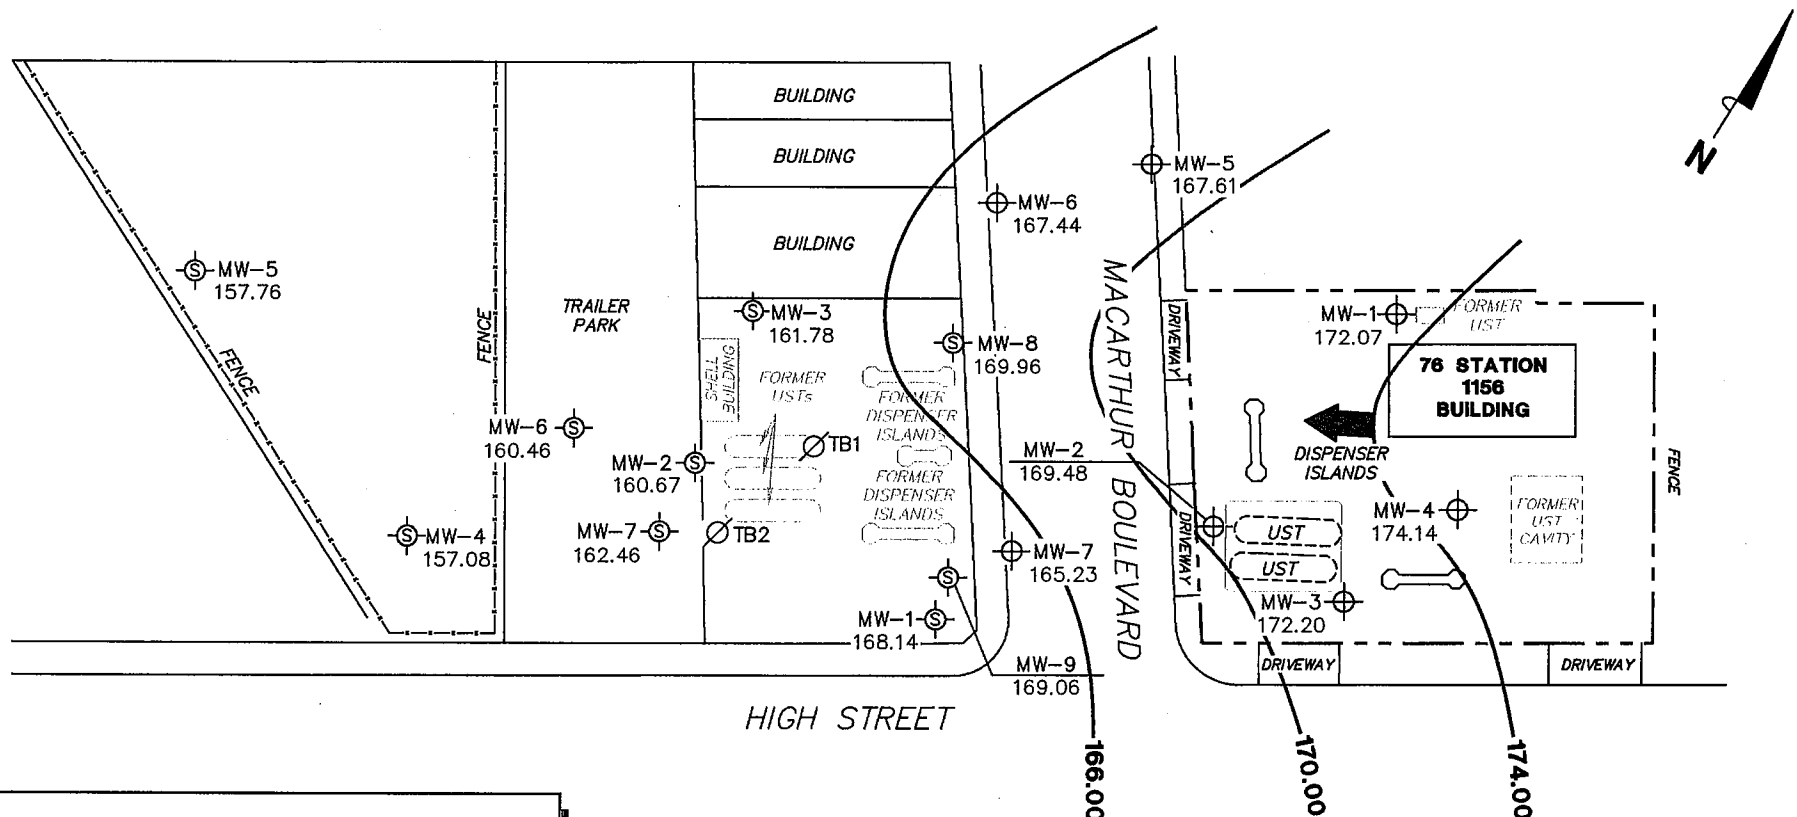 BUILDING
BUILDING
BUILDING
N
MW-5
167.61
MW-6
167.44
MW-5
157.76
TRAILER
PARK
FENCE
FENCE
MW-3
161.78
MW-8
169.96
MACARTHUR BOULEVARD
DRIVEWAY
MW-1
172.07
FORMER
UST
76 STATION
1156
BUILDING
SHELL
BUILDING
FORMER
USTs
FORMER
DISPENSER
ISLANDS
MW-6
160.46
MW-2
160.67
TB1
MW-2
169.48
DISPENSER
ISLANDS
FENCE
FORMER
DISPENSER
ISLANDS
MW-4
174.14
FORMER
UST
CAVITY
MW-4
157.08
MW-7
162.46
TB2
MW-7
165.23
DRIVEWAY
UST
UST
MW-3
172.20
MW-1
168.14
MW-9
169.06
DRIVEWAY
DRIVEWAY
HIGH STREET
166.00
170.00
174.00